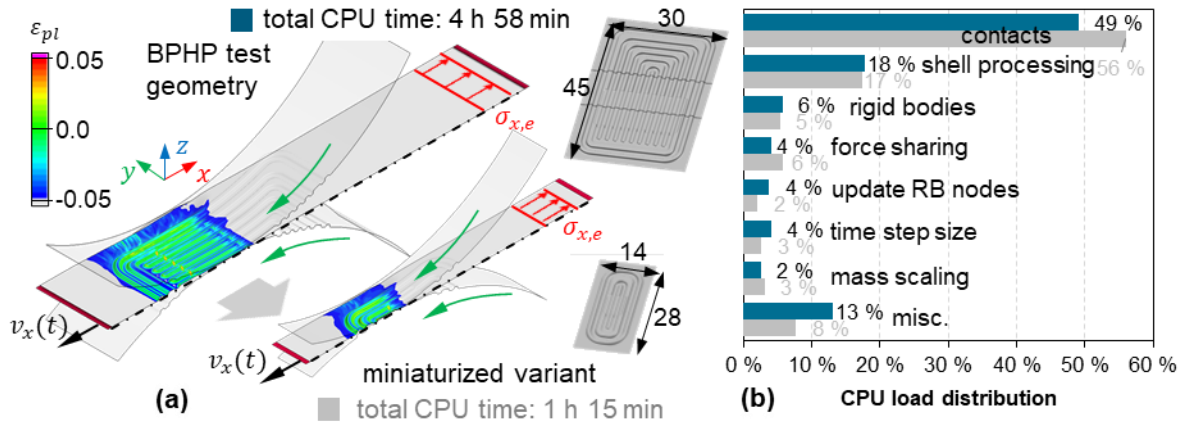 total CPU time: 4 h 58 min
ε_pl
0.05
0.0
-0.05
BPHP test
geometry
z
y
x
σ_x,e
σ_x,e
v_x(t)
v_x(t)
30
45
14
28
miniaturized variant
(a)
total CPU time: 1 h 15 min
49 %
contacts
56 %
18 % shell processing
17 %
6 % rigid bodies
5 %
4 % force sharing
6 %
4 % update RB nodes
2 %
4 % time step size
3 %
2 % mass scaling
3 %
13 % misc.
8 %
0 % 10 % 20 % 30 % 40 % 50 % 60 %
(b) CPU load distribution